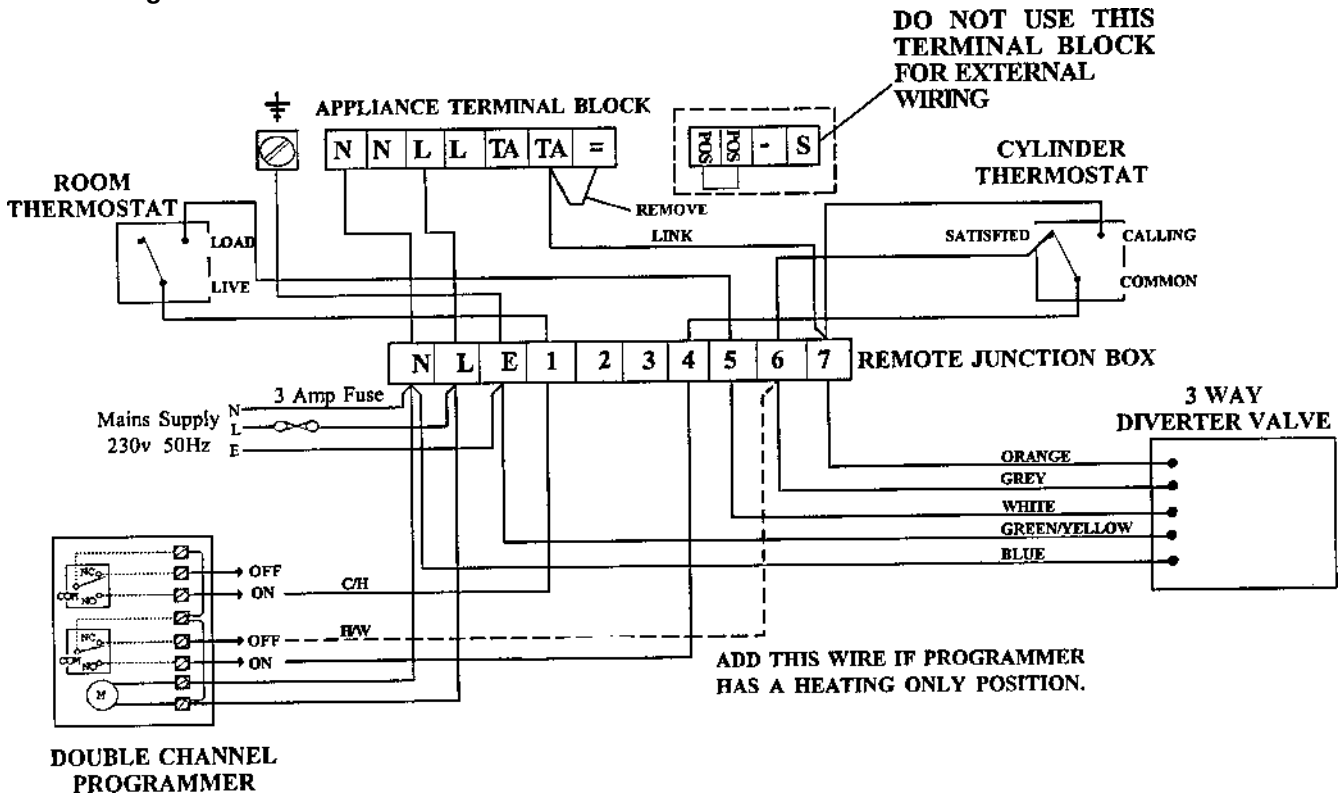 DO NOT USE THIS
TERMINAL BLOCK
FOR EXTERNAL
WIRING
APPLIANCE TERMINAL BLOCK
N N L L TA TA =
POS POS - S
CYLINDER
THERMOSTAT
ROOM
THERMOSTAT
REMOVE
LINK
LOAD
LIVE
SATISFIED
CALLING
COMMON
N L E 1 2 3 4 5 6 7
REMOTE JUNCTION BOX
3 Amp Fuse
Mains Supply
230v 50Hz
N
L
E
3 WAY
DIVERTER VALVE
ORANGE
GREY
WHITE
GREEN/YELLOW
BLUE
NC
COM NO
OFF
ON
C/H
NC
COM NO
OFF
ON
H/W
M
ADD THIS WIRE IF PROGRAMMER
HAS A HEATING ONLY POSITION.
DOUBLE CHANNEL
PROGRAMMER